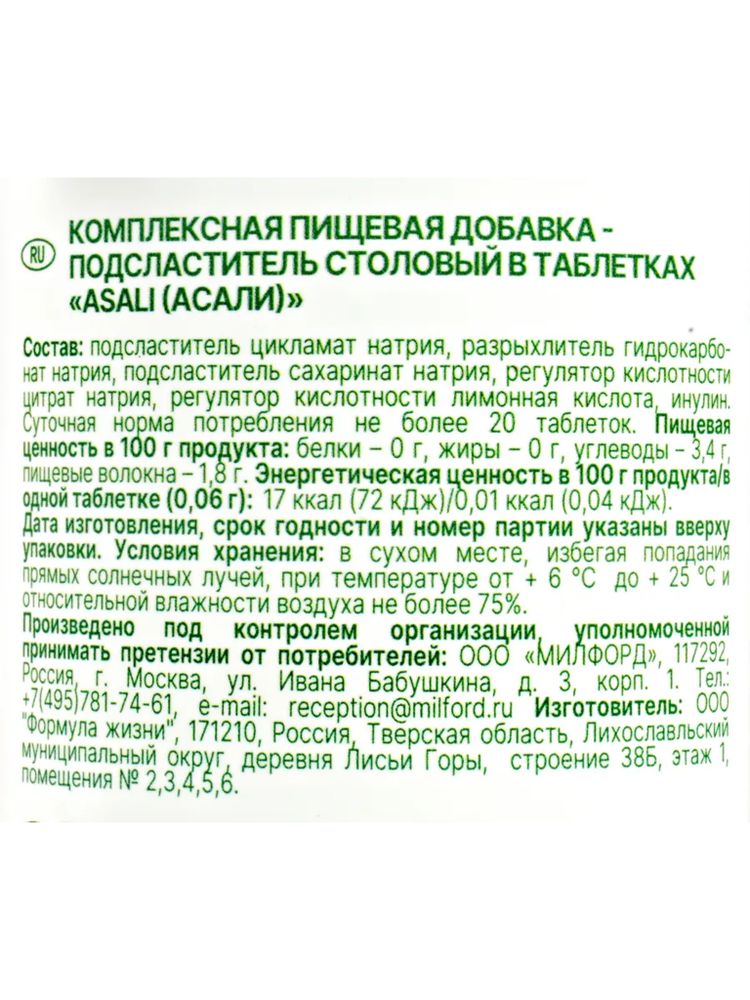 RU
КОМПЛЕКСНАЯ ПИЩЕВАЯ ДОБАВКА -
ПОДСЛАСТИТЕЛЬ СТОЛОВЫЙ В ТАБЛЕТКАХ
«ASALI (АСАЛИ)»
Состав: подсластитель цикламат натрия, разрыхлитель гидрокарбо-
нат натрия, подсластитель сахаринат натрия, регулятор кислотности
цитрат натрия, регулятор кислотности лимонная кислота, инулин.
Суточная норма потребления не более 20 таблеток. Пищевая
ценность в 100 г продукта: белки – 0 г, жиры – 0 г, углеводы – 3,4 г,
пищевые волокна – 1,8 г. Энергетическая ценность в 100 г продукта/в
одной таблетке (0,06 г): 17 ккал (72 кДж)/0,01 ккал (0,04 кДж).
Дата изготовления, срок годности и номер партии указаны вверху
упаковки. Условия хранения: в сухом месте, избегая попадания
прямых солнечных лучей, при температуре от + 6 °C до + 25 °C и
относительной влажности воздуха не более 75%.
Произведено под контролем организации, уполномоченной
принимать претензии от потребителей: ООО «МИЛФОРД», 117292,
Россия, г. Москва, ул. Ивана Бабушкина, д. 3, корп. 1. Тел.:
+7(495)781-74-61, e-mail: reception@milford.ru Изготовитель: ООО
"Формула жизни", 171210, Россия, Тверская область, Лихославльский
муниципальный округ, деревня Лисьи Горы, строение 38Б, этаж 1,
помещения № 2,3,4,5,6.